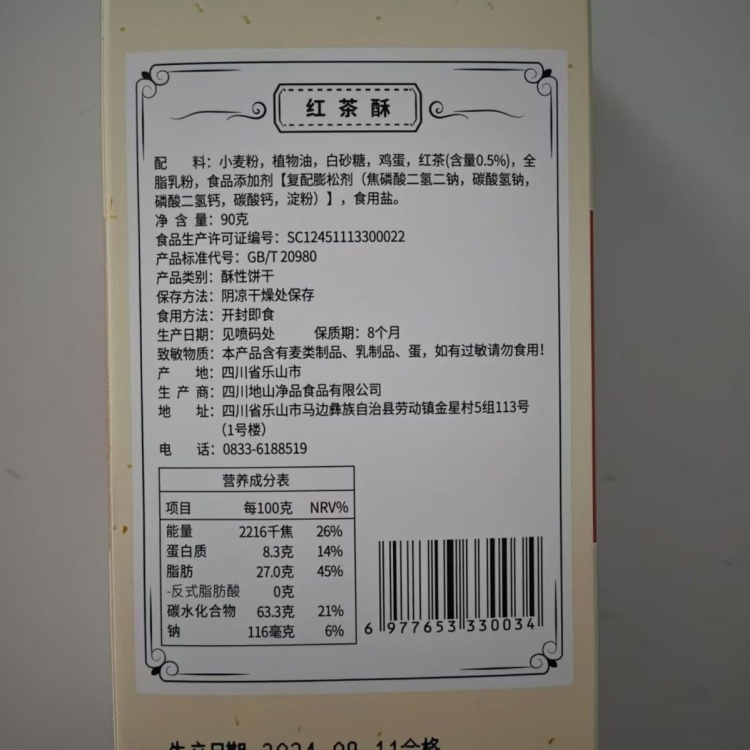 红茶酥
配 料：小麦粉，植物油，白砂糖，鸡蛋，红茶(含量0.5%)，全
脂乳粉，食品添加剂【复配膨松剂（焦磷酸二氢二钠，碳酸氢钠，
磷酸二氢钙，碳酸钙，淀粉）】，食用盐。
净 含 量：90克
食品生产许可证编号：SC12451113300022
产品标准代号：GB/T 20980
产品类别：酥性饼干
保存方法：阴凉干燥处保存
食用方法：开封即食
生产日期：见喷码处 保质期：8个月
致敏物质：本产品含有麦类制品、乳制品、蛋，如有过敏请勿食用！
产 地：四川省乐山市
生 产 商：四川地山净品食品有限公司
地 址：四川省乐山市马边彝族自治县劳动镇金星村5组113号
（1号楼）
电 话：0833-6188519
营养成分表
项目 每100克 NRV%
能量 2216千焦 26%
蛋白质 8.3克 14%
脂肪 27.0克 45%
-反式脂肪酸 0克
碳水化合物 63.3克 21%
钠 116毫克 6%
6 977653 330034
生产日期 2024 09 11合格